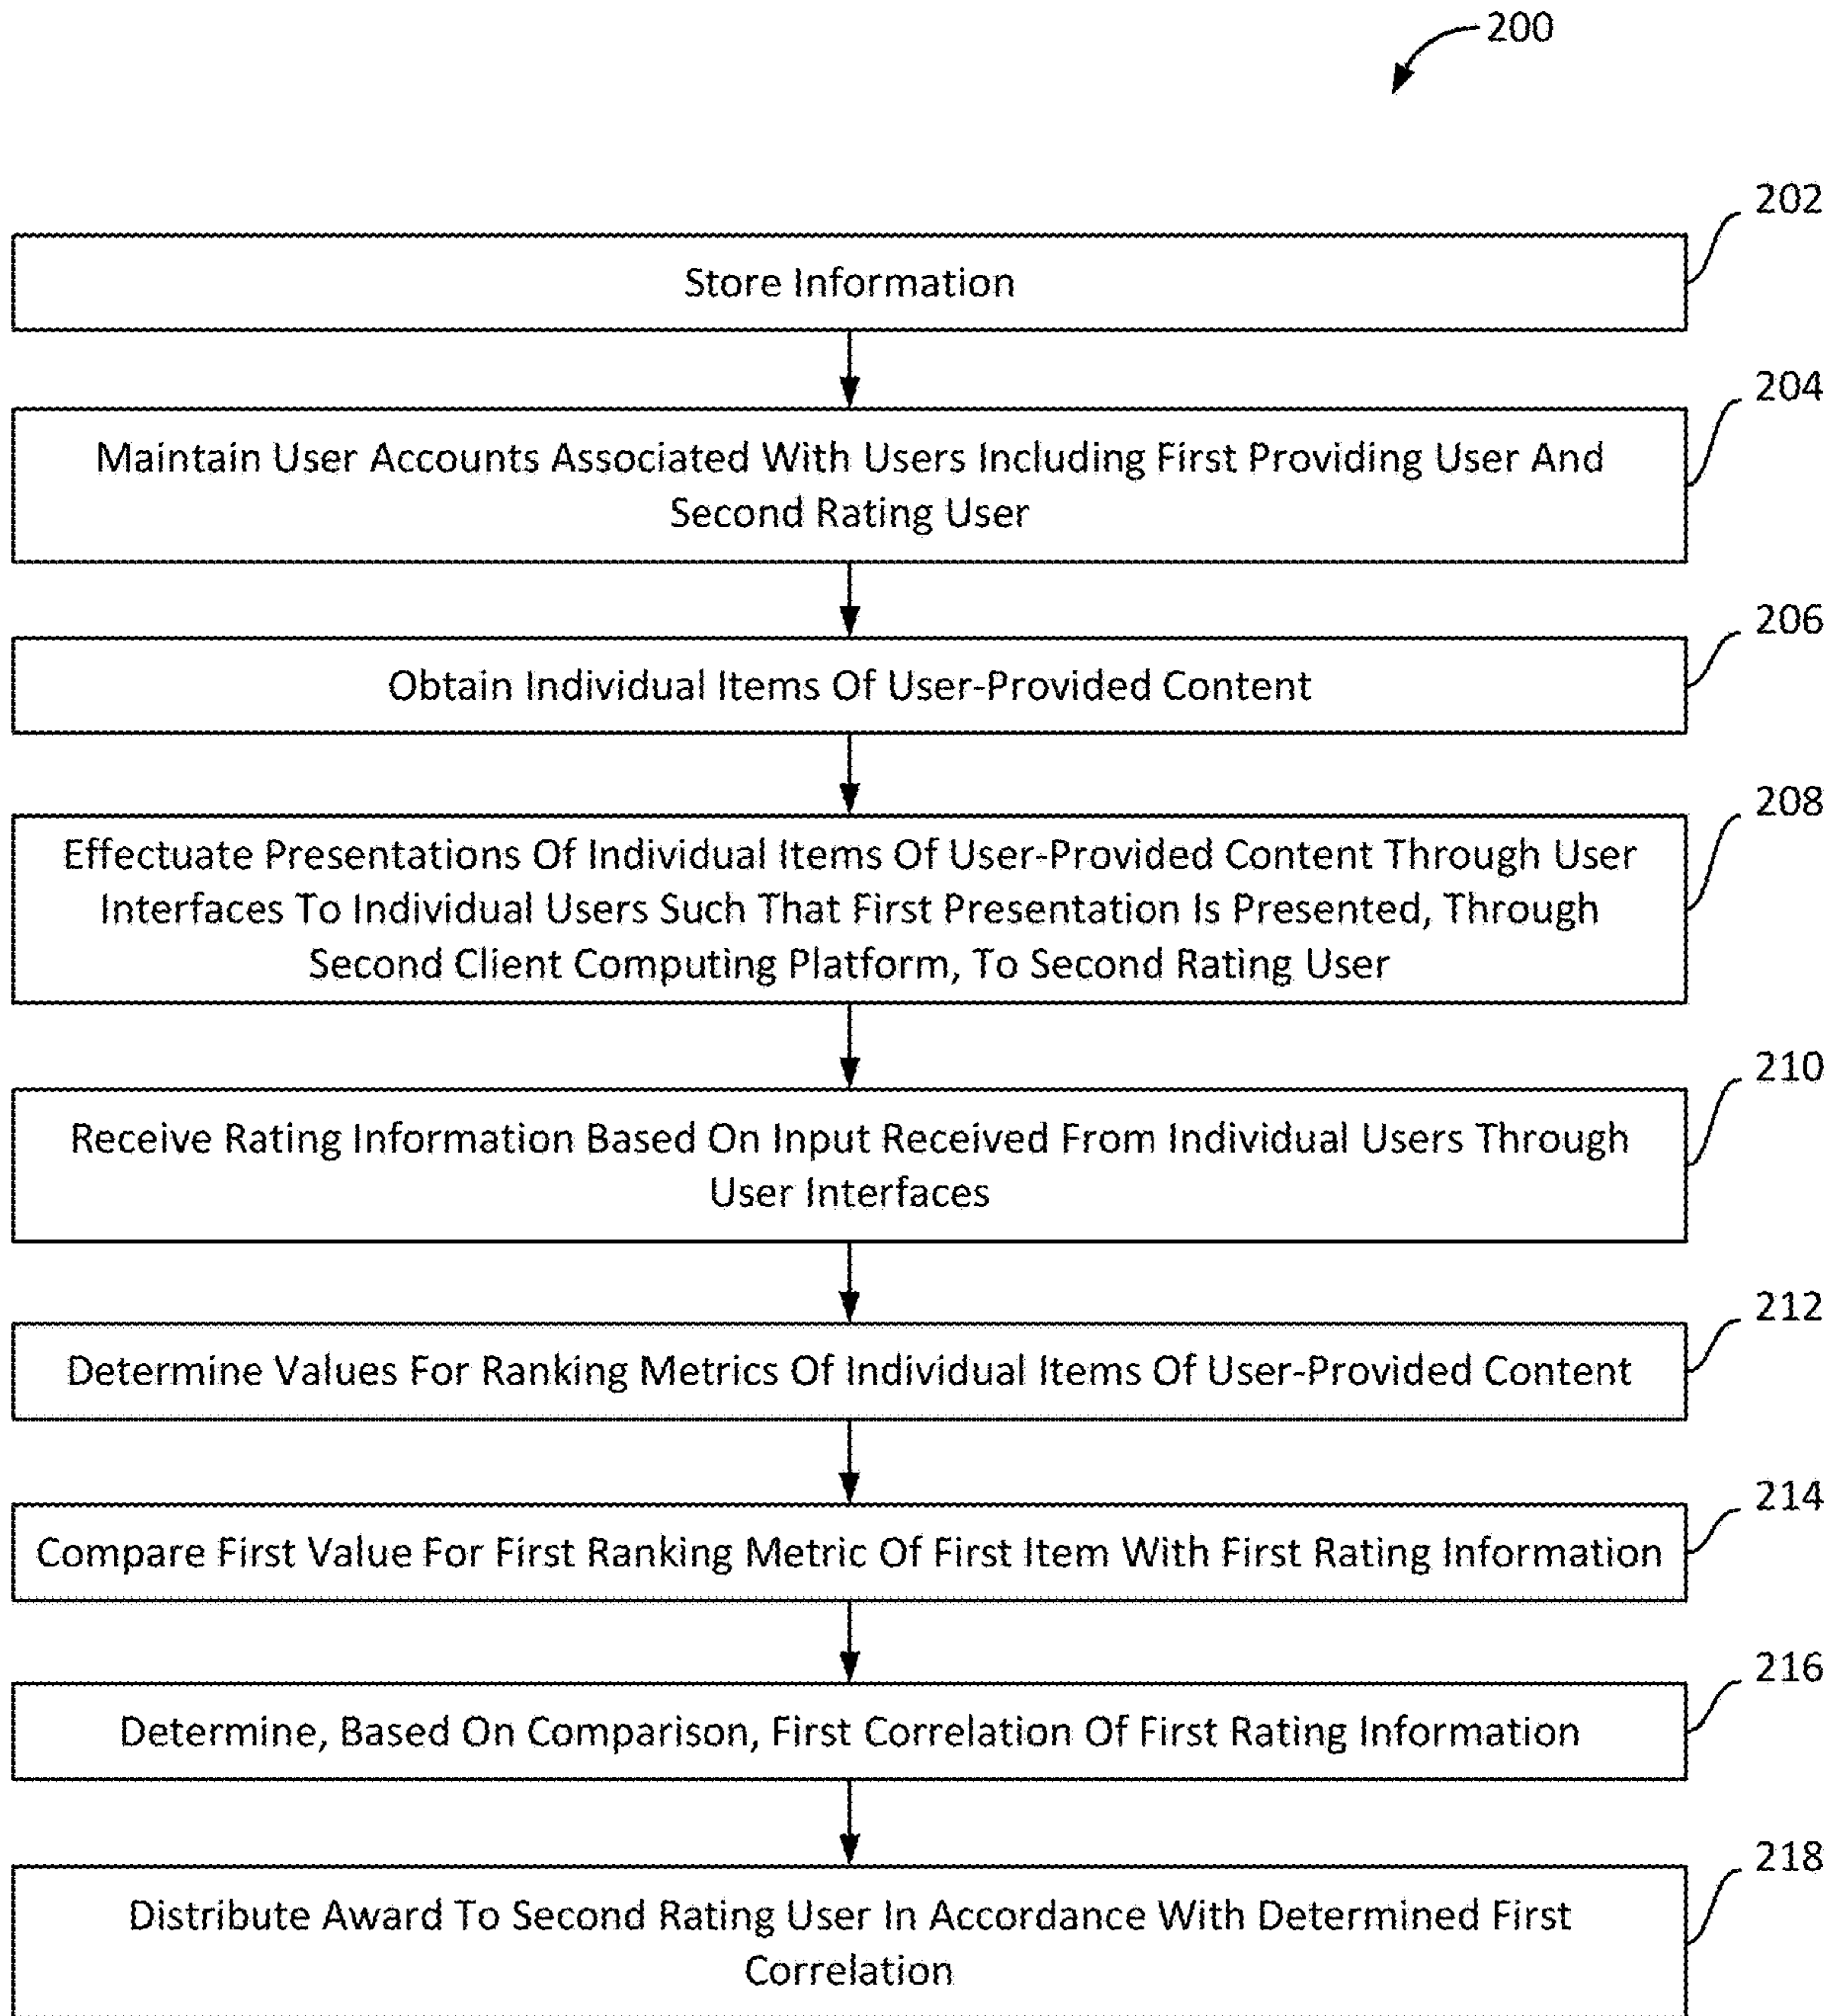 200
202
Store Information
204
Maintain User Accounts Associated With Users Including First Providing User And
Second Rating User
206
Obtain Individual Items Of User-Provided Content
208
Effectuate Presentations Of Individual Items Of User-Provided Content Through User
Interfaces To Individual Users Such That First Presentation Is Presented, Through
Second Client Computing Platform, To Second Rating User
210
Receive Rating Information Based On Input Received From Individual Users Through
User Interfaces
212
Determine Values For Ranking Metrics Of Individual Items Of User-Provided Content
214
Compare First Value For First Ranking Metric Of First Item With First Rating Information
216
Determine, Based On Comparison, First Correlation Of First Rating Information
218
Distribute Award To Second Rating User In Accordance With Determined First
Correlation